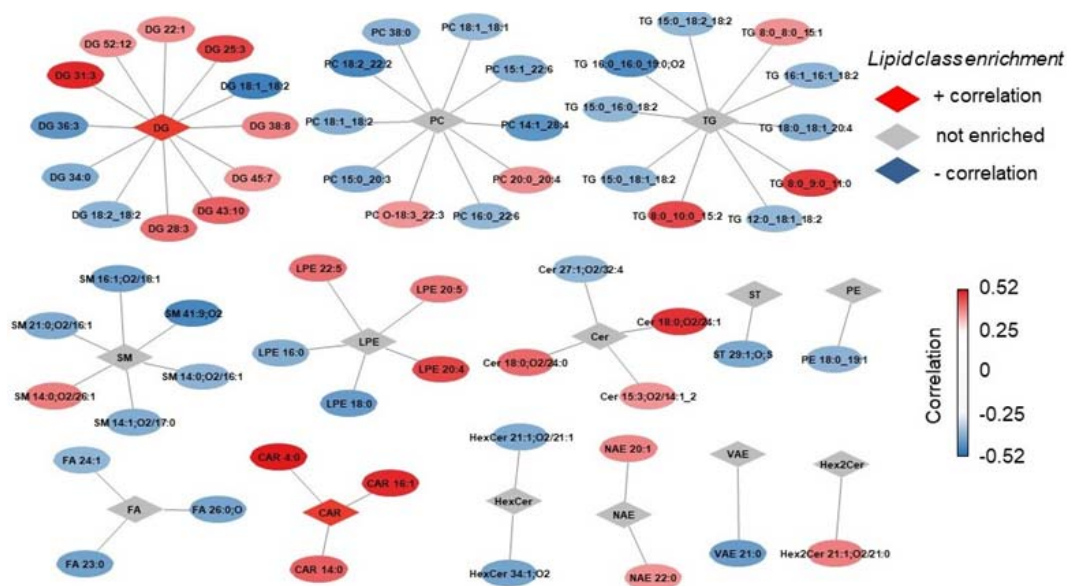 DG 22:1
DG 52:12
DG 25:3
DG 31:3
DG 18:1_18:2
DG
DG 36:3
DG 38:8
DG 34:0
DG 45:7
DG 18:2_18:2
DG 43:10
DG 28:3
PC 38:0
PC 18:1_18:1
PC 18:2_22:2
PC 15:1_22:6
PC
PC 18:1_18:2
PC 14:1_28:4
PC 15:0_20:3
PC 20:0_20:4
PC O-18:3_22:3
PC 16:0_22:6
TG 15:0_18:2_18:2
TG 8:0_8:0_15:1
TG 16:0_16:0_19:0;O2
TG 16:1_16:1_18:2
TG 15:0_16:0_18:2
TG
TG 18:0_18:1_20:4
TG 15:0_18:1_18:2
TG 8:0_9:0_11:0
TG 8:0_10:0_15:2
TG 12:0_18:1_18:2
Lipid class enrichment
+ correlation
not enriched
- correlation
SM 16:1;O2/18:1
SM 41:9;O2
SM 21:0;O2/16:1
SM
SM 14:0;O2/16:1
SM 14:0;O2/26:1
SM 14:1;O2/17:0
LPE 22:5
LPE 20:5
LPE
LPE 16:0
LPE 20:4
LPE 18:0
Cer 27:1;O2/32:4
Cer 18:0;O2/24:1
Cer
Cer 18:0;O2/24:0
Cer 15:3;O2/14:1_2
ST
ST 29:1;O;S
PE
PE 18:0_19:1
Correlation
0.52
0.25
0
-0.25
-0.52
FA 24:1
FA
FA 26:0;O
FA 23:0
CAR 4:0
CAR 16:1
CAR
CAR 14:0
HexCer 21:1;O2/21:1
HexCer
HexCer 34:1;O2
NAE 20:1
NAE
NAE 22:0
VAE
VAE 21:0
Hex2Cer
Hex2Cer 21:1;O2/21:0